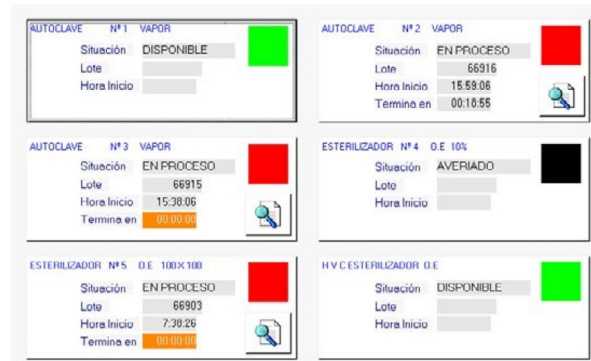 AUTOCLAVE Nº 1 VAPOR
Situación DISPONIBLE
Lote
Hora Inicio
AUTOCLAVE Nº 2 VAPOR
Situación EN PROCESO
Lote 66916
Hora Inicio 15:59:06
Termina en 00:18:55
AUTOCLAVE Nº 3 VAPOR
Situación EN PROCESO
Lote 66915
Hora Inicio 15:38:06
Termina en 00:00:00
ESTERILIZADOR Nº 4 O.E 10%
Situación AVERIADO
Lote
Hora Inicio
ESTERILIZADOR Nº 5 O.E 100X100
Situación EN PROCESO
Lote 66903
Hora Inicio 7:38:26
Termina en 00:00:00
H V C ESTERILIZADOR O.E
Situación DISPONIBLE
Lote
Hora Inicio